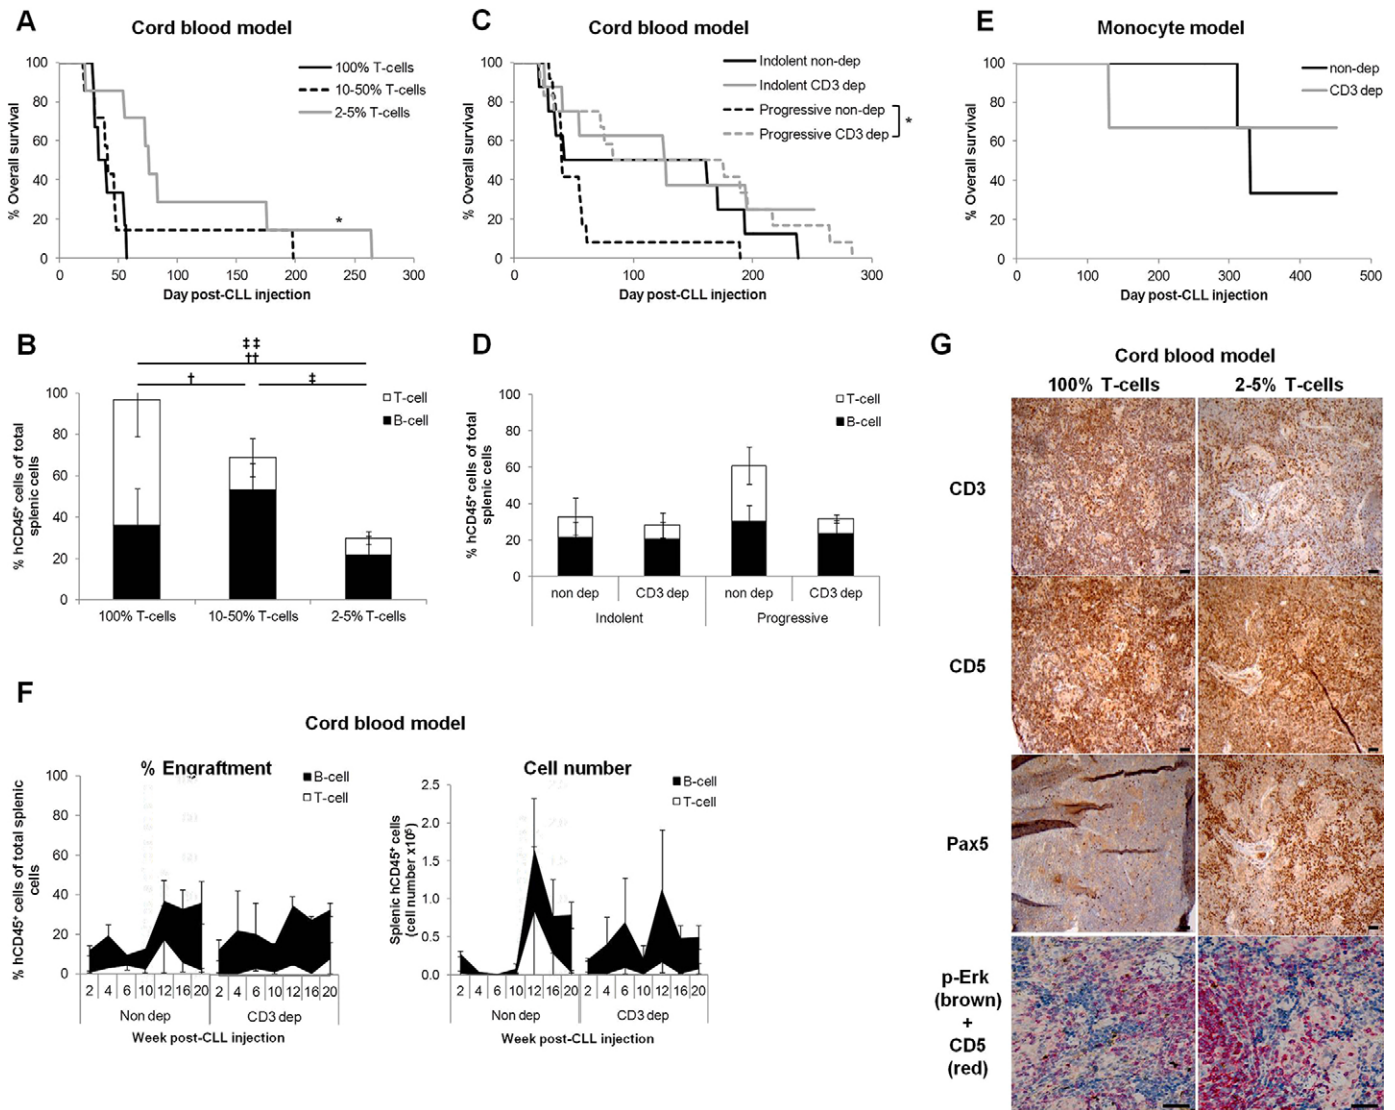 A
Cord blood model
% Overall survival
100
80
60
40
20
0
0 50 100 150 200 250 300
100% T-cells
10-50% T-cells
2-5% T-cells
*
Day post-CLL injection
C
Cord blood model
% Overall survival
100
80
60
40
20
0
0 100 200 300
Indolent non-dep
Indolent CD3 dep
Progressive non-dep
Progressive CD3 dep
*
Day post-CLL injection
E
Monocyte model
% Overall survival
100
80
60
40
20
0
0 100 200 300 400 500
non-dep
CD3 dep
Day post-CLL injection
B
% hCD45⁺ cells of total
splenic cells
100
80
60
40
20
0
‡‡
††
† ‡
T-cell
B-cell
100% T-cells 10-50% T-cells 2-5% T-cells
D
% hCD45⁺ cells of total
splenic cells
100
80
60
40
20
0
T-cell
B-cell
non dep CD3 dep non dep CD3 dep
Indolent Progressive
G
Cord blood model
100% T-cells 2-5% T-cells
CD3
CD5
Pax5
p-Erk
(brown)
+
CD5
(red)
F
Cord blood model
% Engraftment
% hCD45⁺ cells of total splenic
cells
100
80
60
40
20
0
B-cell
T-cell
2 4 6 10 12 16 20 2 4 6 10 12 16 20
Non dep CD3 dep
Week post-CLL injection
Cell number
Splenic hCD45⁺ cells
(cell number x10⁶)
2.5
2.0
1.5
1.0
0.5
0.0
B-cell
T-cell
2 4 6 10 12 16 20 2 4 6 10 12 16 20
Non dep CD3 dep
Week post-CLL injection